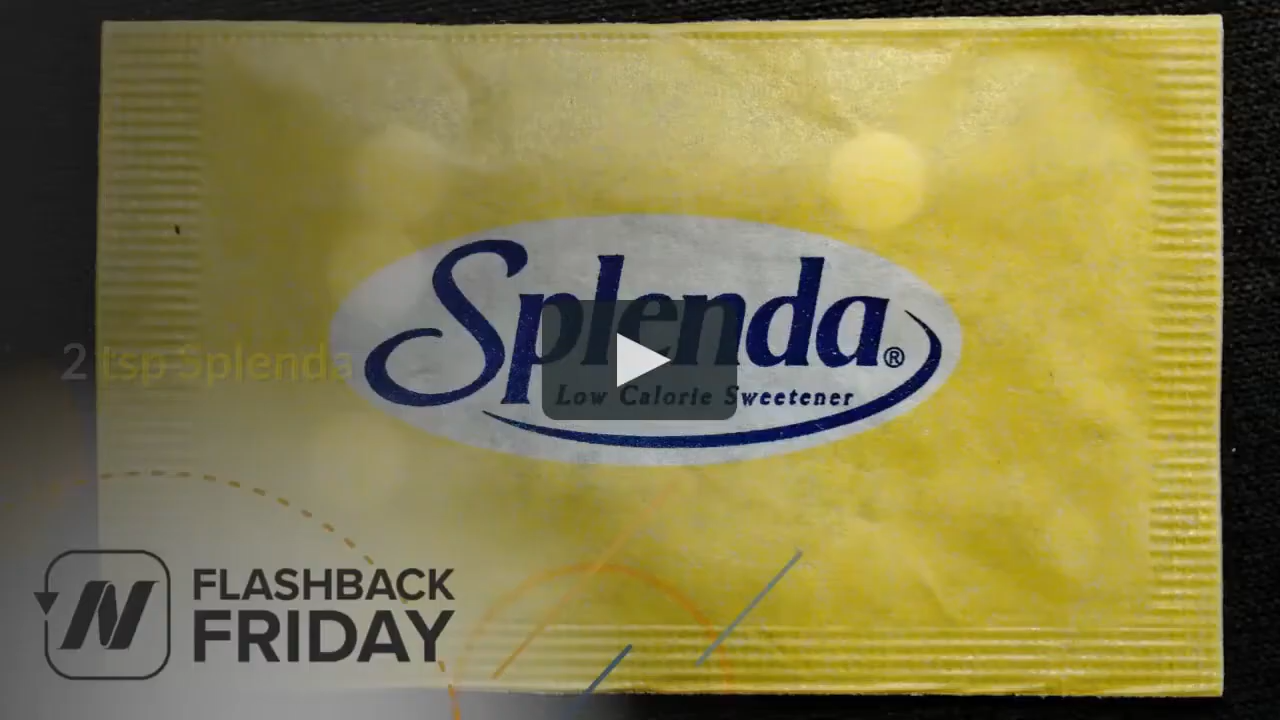 Splenda®
Low Calorie Sweetener
2 tsp Splenda
FLASHBACK
FRIDAY